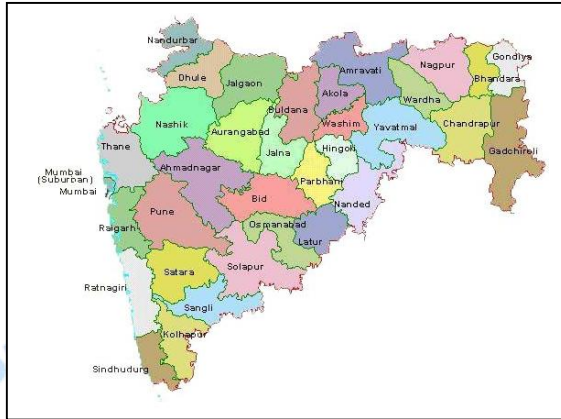 Nandurbar
Dhule
Jalgaon
Buldana
Akola
Amravati
Nagpur
Bhandara
Gondiya
Wardha
Washim
Yavatmal
Chandrapur
Gadchiroli
Nashik
Aurangabad
Jalna
Hingoli
Thane
Ahmadnagar
Parbhani
Nanded
Mumbai
(Suburban)
Mumbai
Bid
Pune
Raigarh
Osmanabad
Latur
Satara
Solapur
Ratnagiri
Sangli
Kolhapur
Sindhudurg